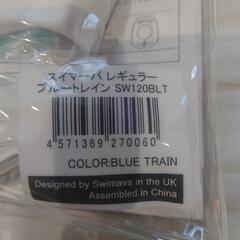 スイマーバ レギュラー
ブルートレイン SW120BLT
4 571369 270060
COLOR:BLUE TRAIN
Designed by Swimava in the UK
Assembled in China